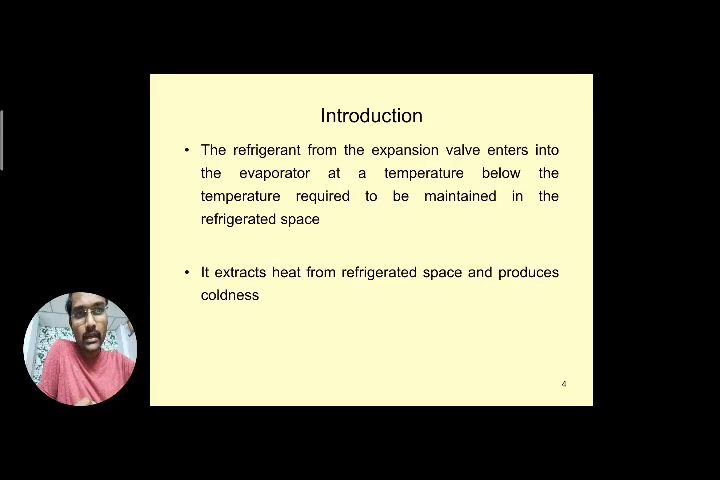 Introduction
• The refrigerant from the expansion valve enters into
the evaporator at a temperature below the
temperature required to be maintained in the
refrigerated space
• It extracts heat from refrigerated space and produces
coldness
4